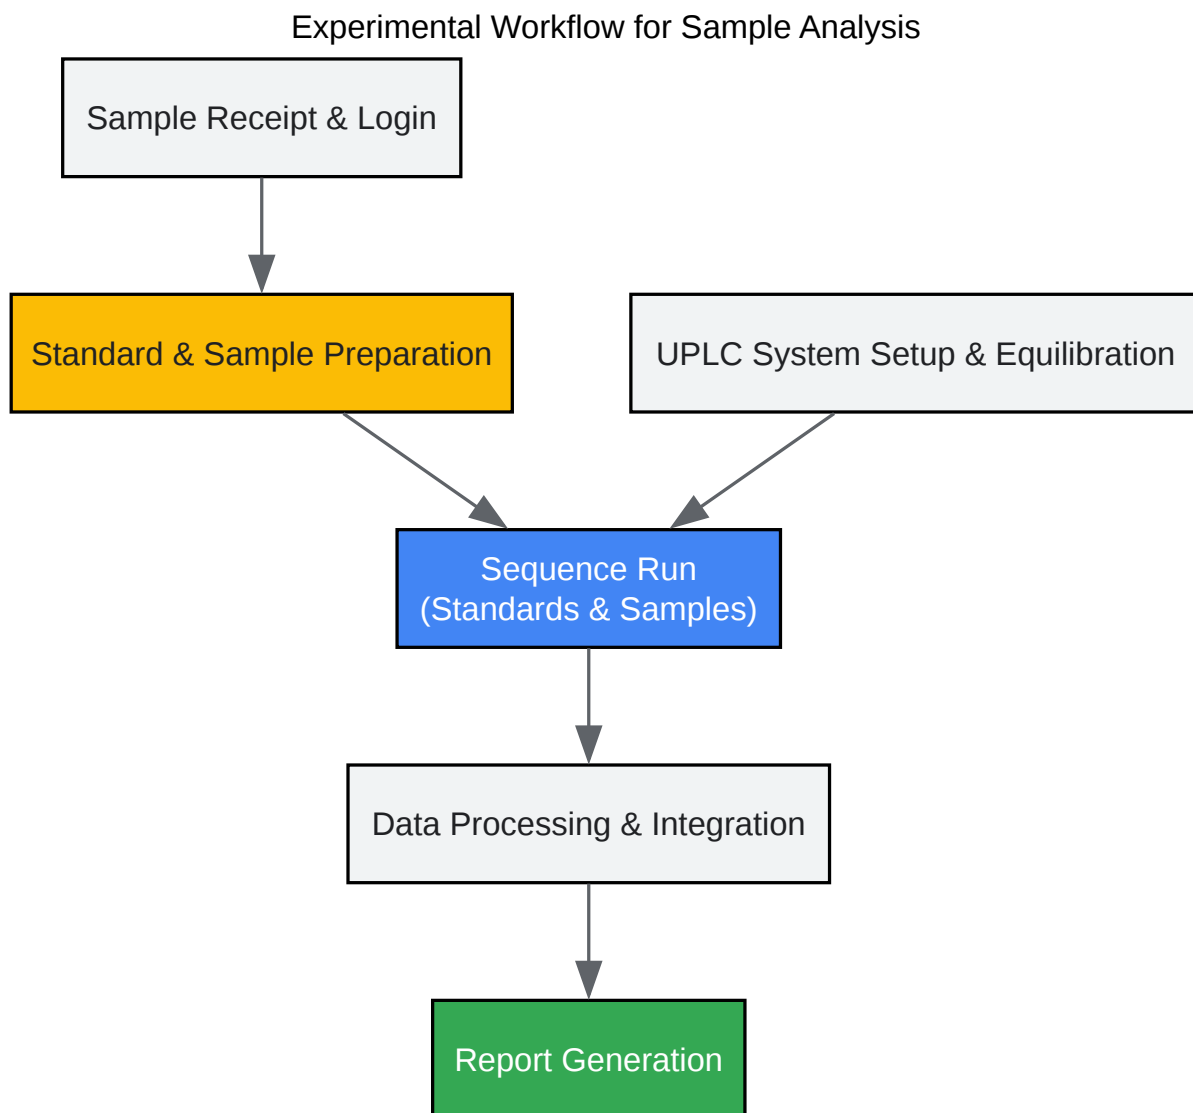 Experimental Workflow for Sample Analysis
Sample Receipt & Login
Standard & Sample Preparation
UPLC System Setup & Equilibration
Sequence Run
(Standards & Samples)
Data Processing & Integration
Report Generation